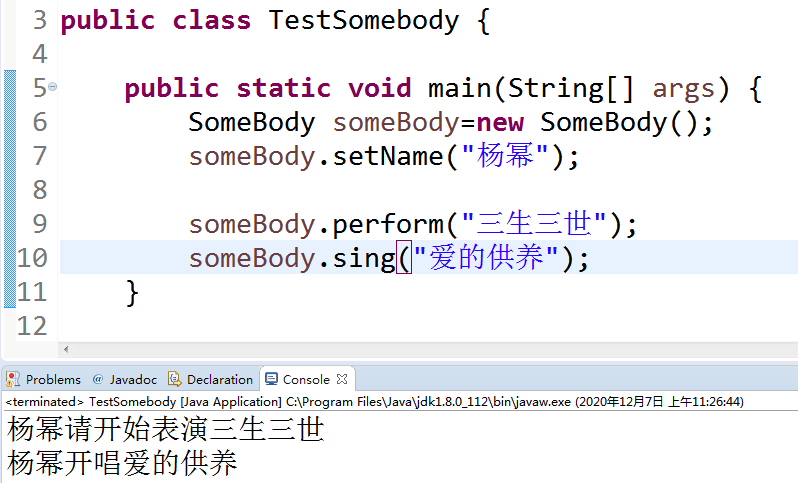 3 public class TestSomebody {
4
5 public static void main(String[] args) {
6 SomeBody someBody=new SomeBody();
7 someBody.setName("杨幂");
8
9 someBody.perform("三生三世");
10 someBody.sing("爱的供养");
11 }
12
Problems @ Javadoc Declaration Console
<terminated> TestSomebody [Java Application] C:\Program Files\Java\jdk1.8.0_112\bin\javaw.exe (2020年12月7日 上午11:26:44)
杨幂请开始表演三生三世
杨幂开唱爱的供养